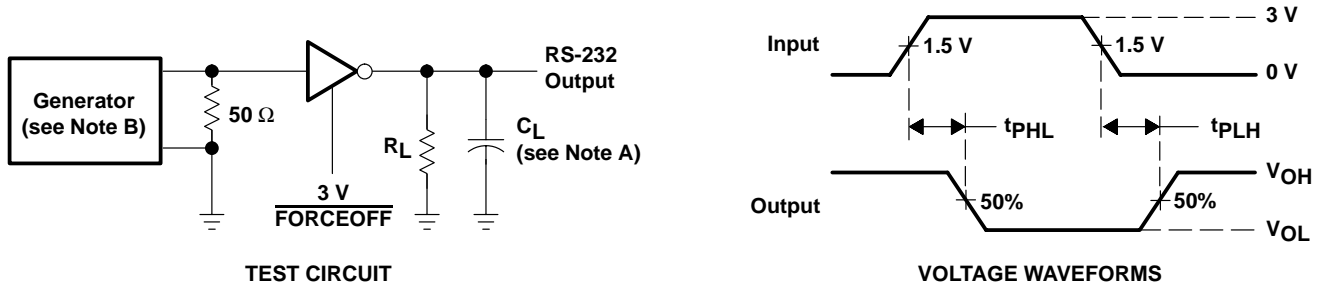 Generator
(see Note B)
50 Ω
3 V
FORCEOFF
RL
CL
(see Note A)
RS-232
Output
TEST CIRCUIT
Input
1.5 V
1.5 V
3 V
0 V
tPHL
tPLH
Output
50%
50%
VOH
VOL
VOLTAGE WAVEFORMS